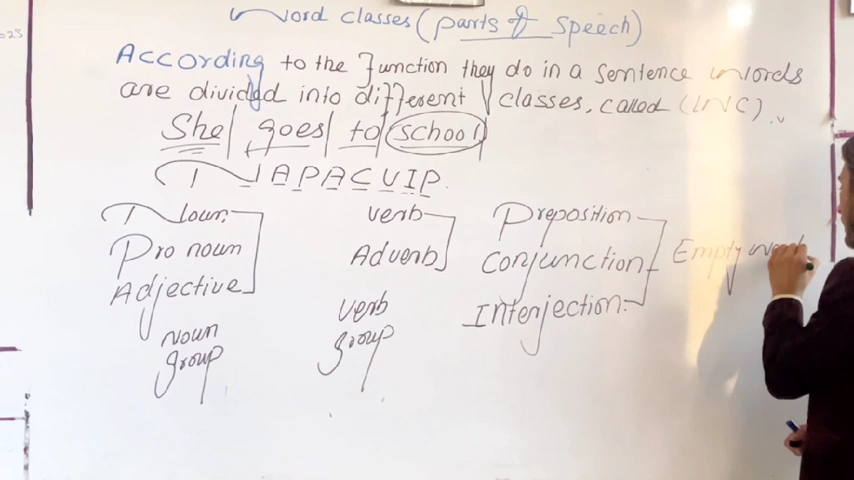 2023
Word classes (parts of speech)
According to the function they do in a sentence words
are divided into different classes, called (W/C).
She | goes | to | school |
NAPACVIP.
Noun
Pronoun
Adjective
noun
group
verb
Adverb
verb
group
Preposition
Conjunction
Interjection.
Empty word